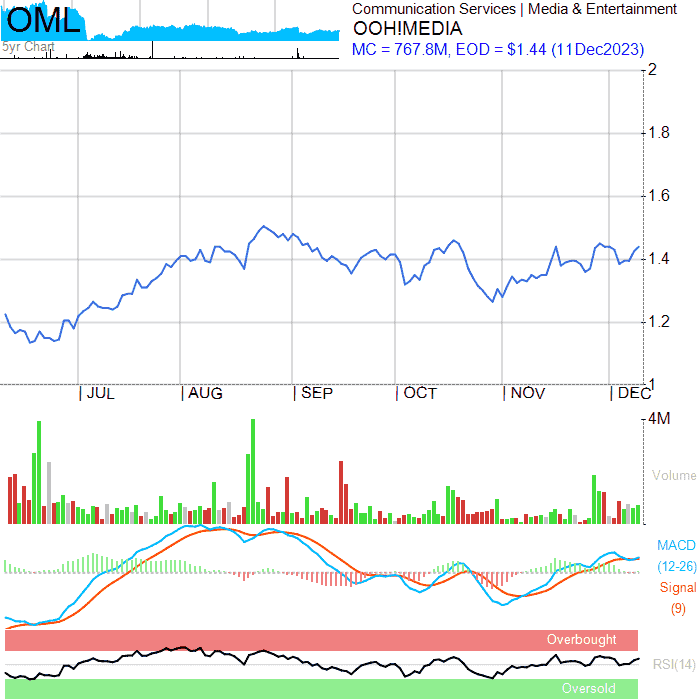 OML
5yr Chart
Communication Services | Media & Entertainment
OOH!MEDIA
MC = 767.8M, EOD = $1.44 (11Dec2023)
2
1.8
1.6
1.4
1.2
1
| JUL | AUG | SEP | OCT | NOV | DEC
4M
Volume
MACD
(12-26)
Signal
(9)
Overbought
RSI(14)
Oversold